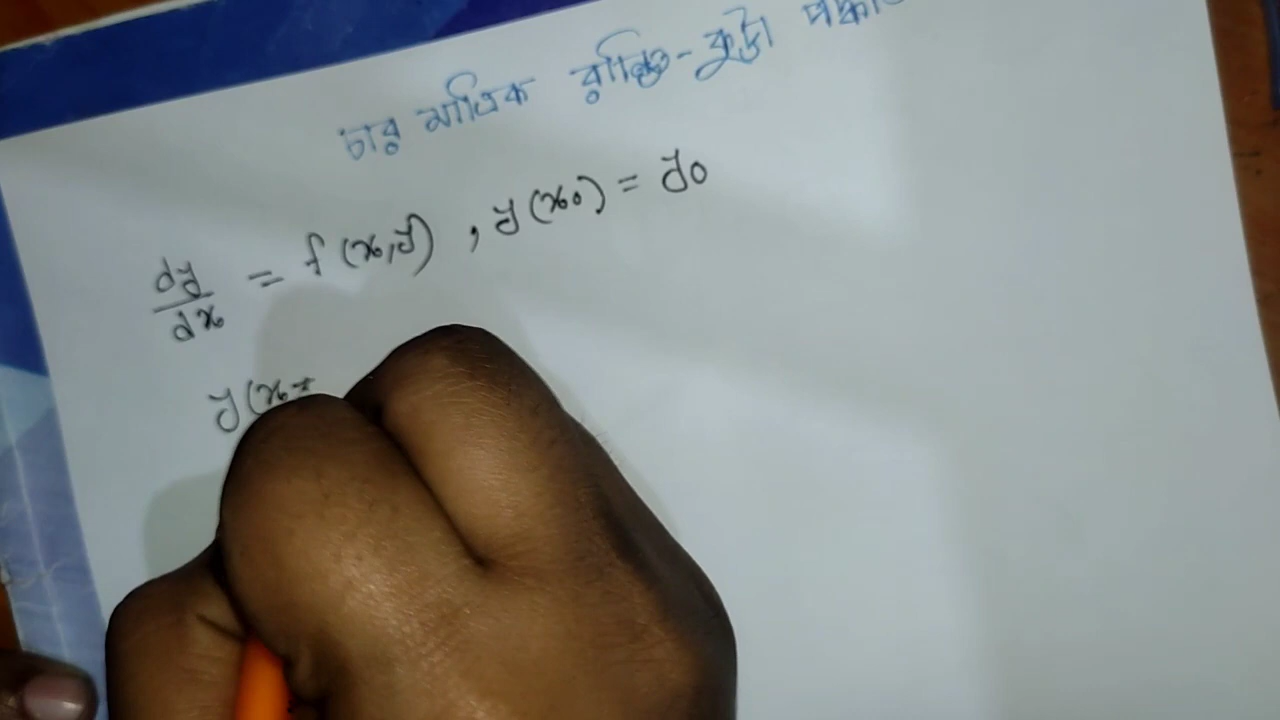 চার মাত্রিক রুন্জি-কুট্টা
dy/dx = f(x,y) , y(x₀) = y₀
y(x+